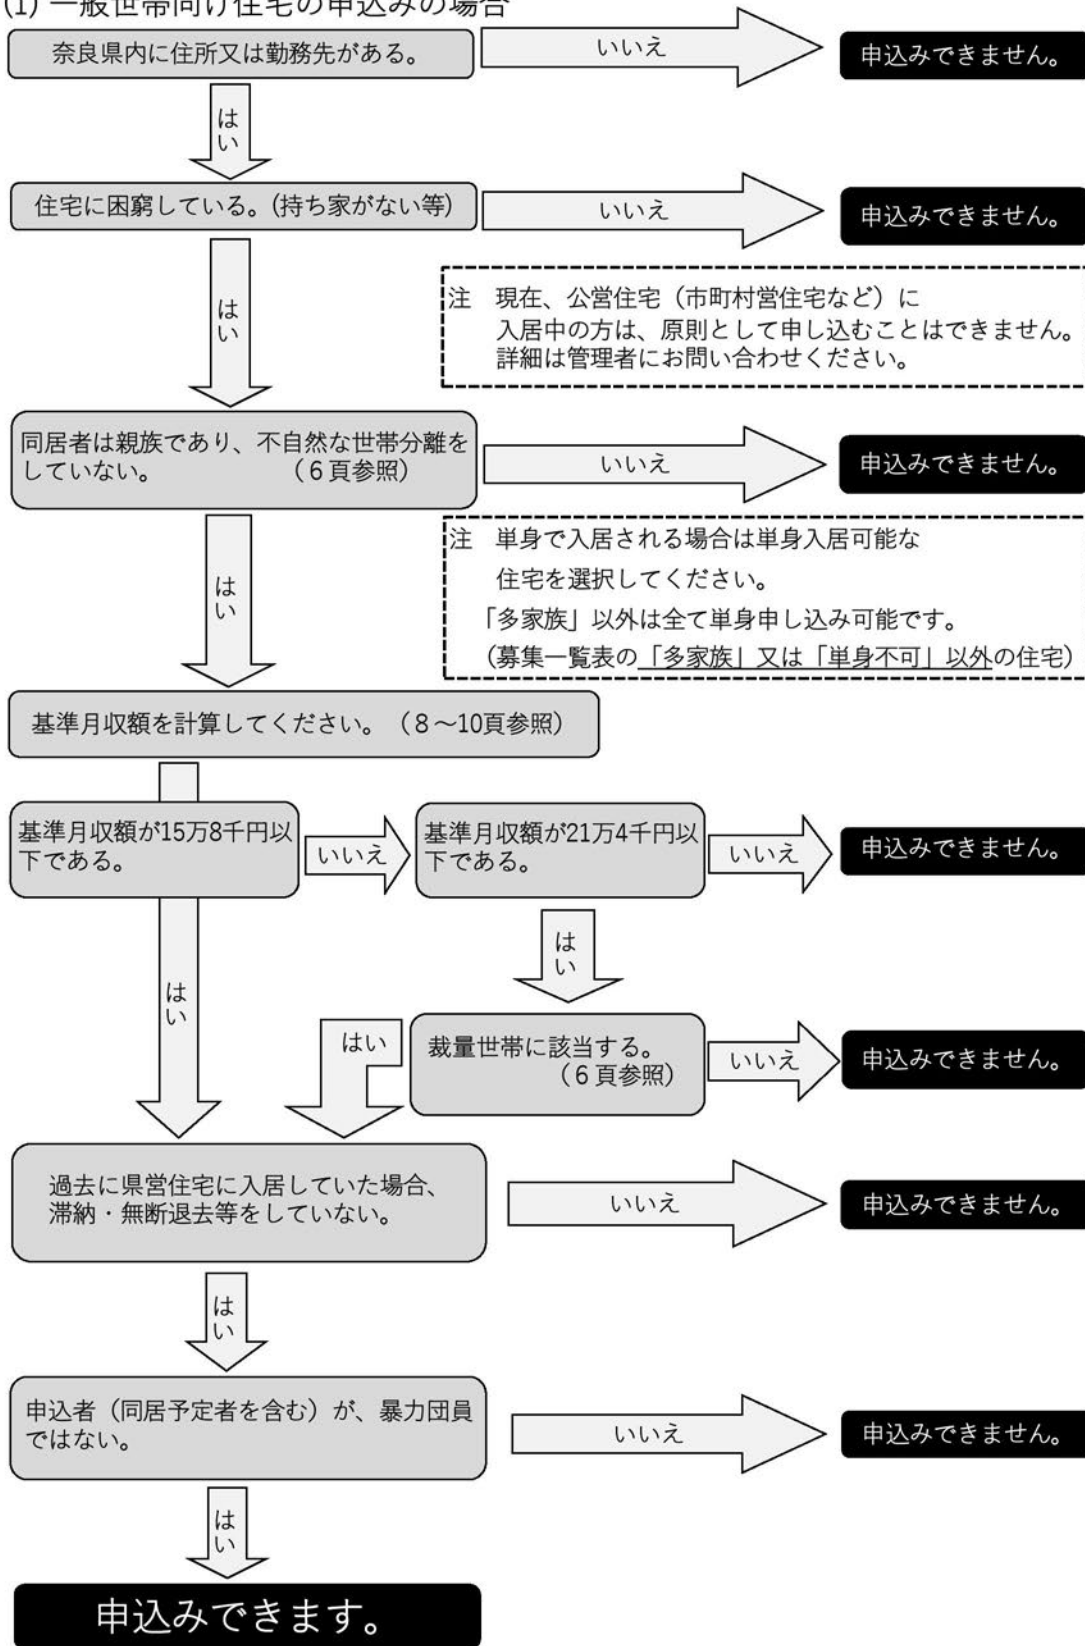 (1) 一般世帯向け住宅の申込みの場合
奈良県内に住所又は勤務先がある。
いいえ
申込みできません。
はい
住宅に困窮している。(持ち家がない等)
いいえ
申込みできません。
はい
注　現在、公営住宅（市町村営住宅など）に
入居中の方は、原則として申し込むことはできません。
詳細は管理者にお問い合わせください。
同居者は親族であり、不自然な世帯分離を
していない。　（６頁参照）
いいえ
申込みできません。
はい
注　単身で入居される場合は単身入居可能な
住宅を選択してください。
「多家族」以外は全て単身申し込み可能です。
（募集一覧表の「多家族」又は「単身不可」以外の住宅）
基準月収額を計算してください。（８～10頁参照）
基準月収額が15万8千円以
下である。
いいえ
基準月収額が21万4千円以
下である。
いいえ
申込みできません。
はい
はい
はい
裁量世帯に該当する。
（６頁参照）
いいえ
申込みできません。
過去に県営住宅に入居していた場合、
滞納・無断退去等をしていない。
いいえ
申込みできません。
はい
申込者（同居予定者を含む）が、暴力団員
ではない。
いいえ
申込みできません。
はい
申込みできます。